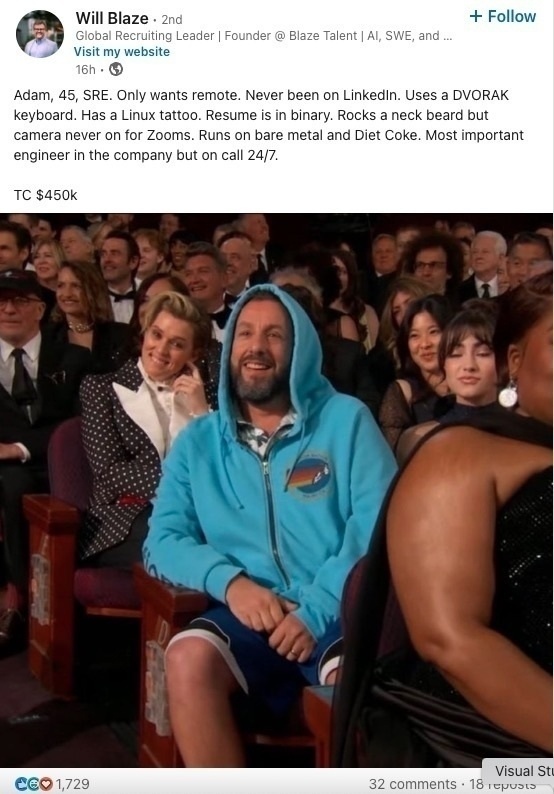 Will Blaze • 2nd
+ Follow
Global Recruiting Leader | Founder @ Blaze Talent | AI, SWE, and ...
Visit my website
16h •
Adam, 45, SRE. Only wants remote. Never been on LinkedIn. Uses a DVORAK
keyboard. Has a Linux tattoo. Resume is in binary. Rocks a neck beard but
camera never on for Zooms. Runs on bare metal and Diet Coke. Most important
engineer in the company but on call 24/7.
TC $450k
1,729
32 comments • 18 reposts
Visual Stu